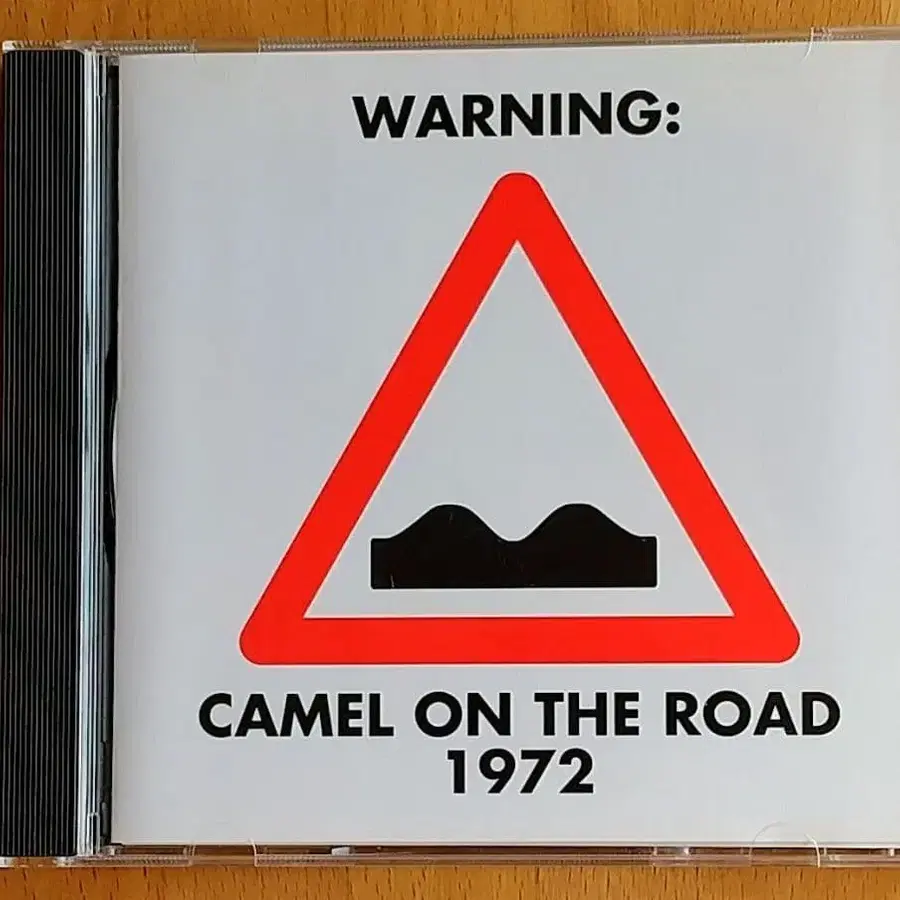 WARNING:
CAMEL ON THE ROAD
1972